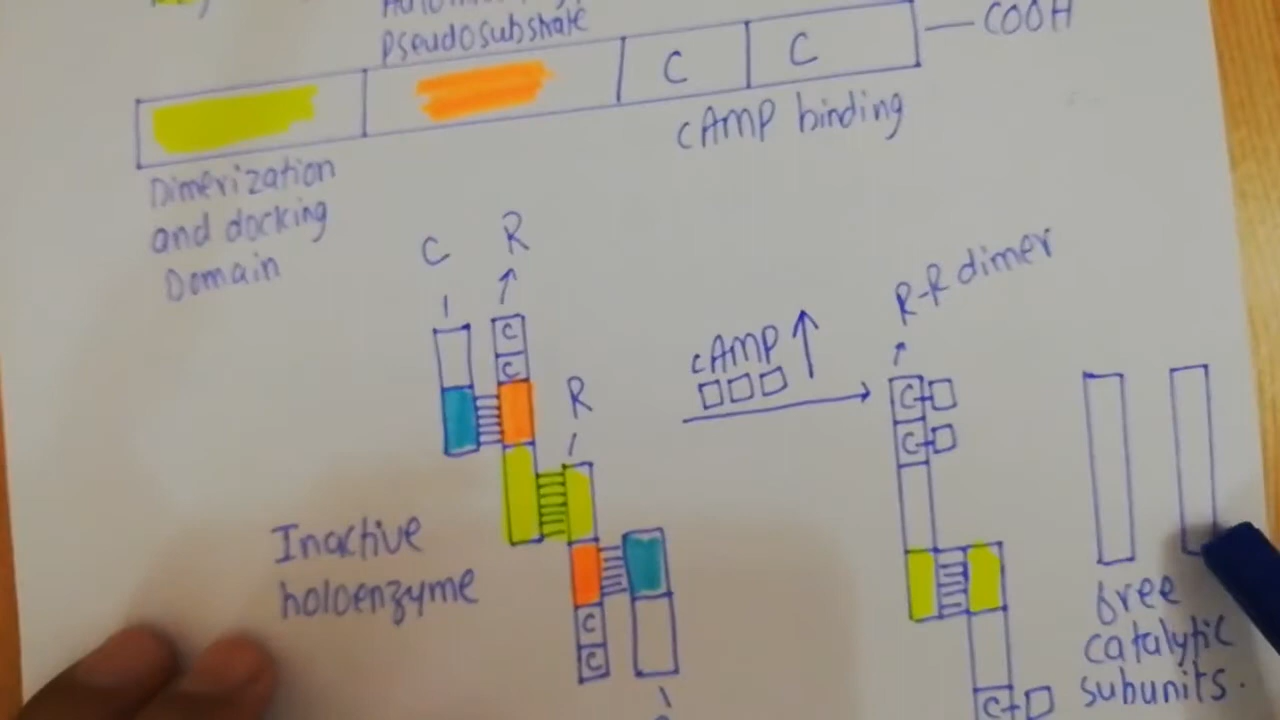 Pseudosubstrate
C
C
COOH
cAMP binding
Dimerization
and docking
Domain
C
R
C
C
R
Inactive
holoenzyme
C
C
cAMP ↑
R-R dimer
C
C
C
free
catalytic
subunits.